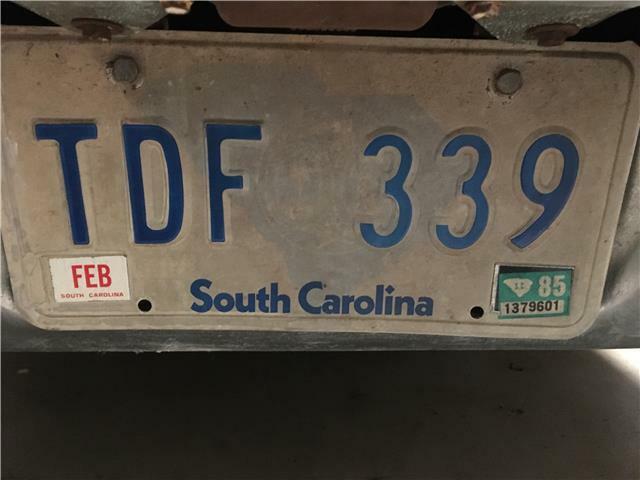 TDF 339
FEB
SOUTH CAROLINA
South Carolina
85
1379601